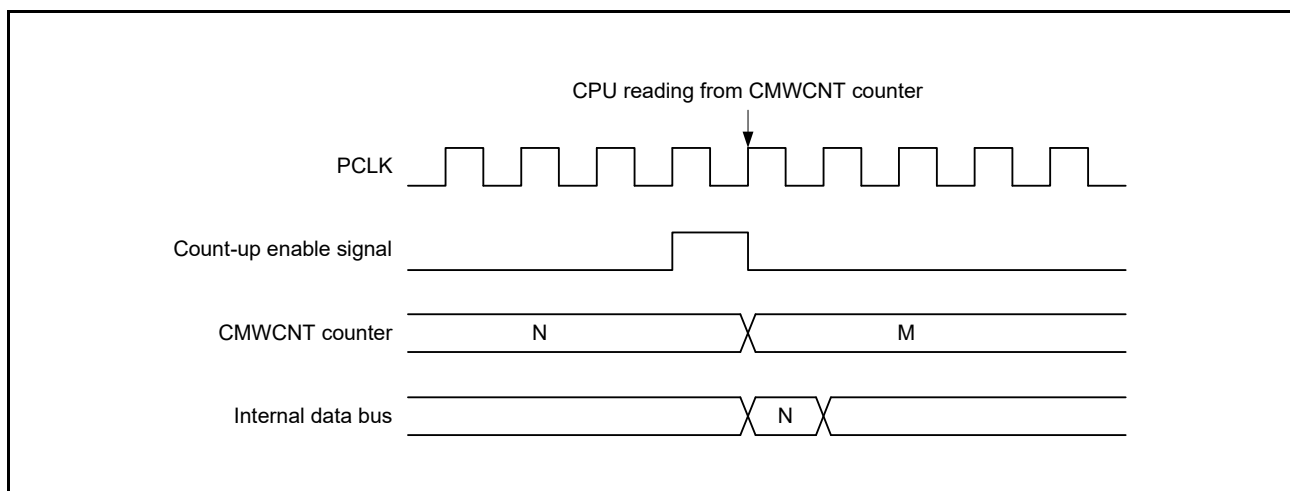 CPU reading from CMWCNT counter
PCLK
Count-up enable signal
CMWCNT counter N M
Internal data bus N